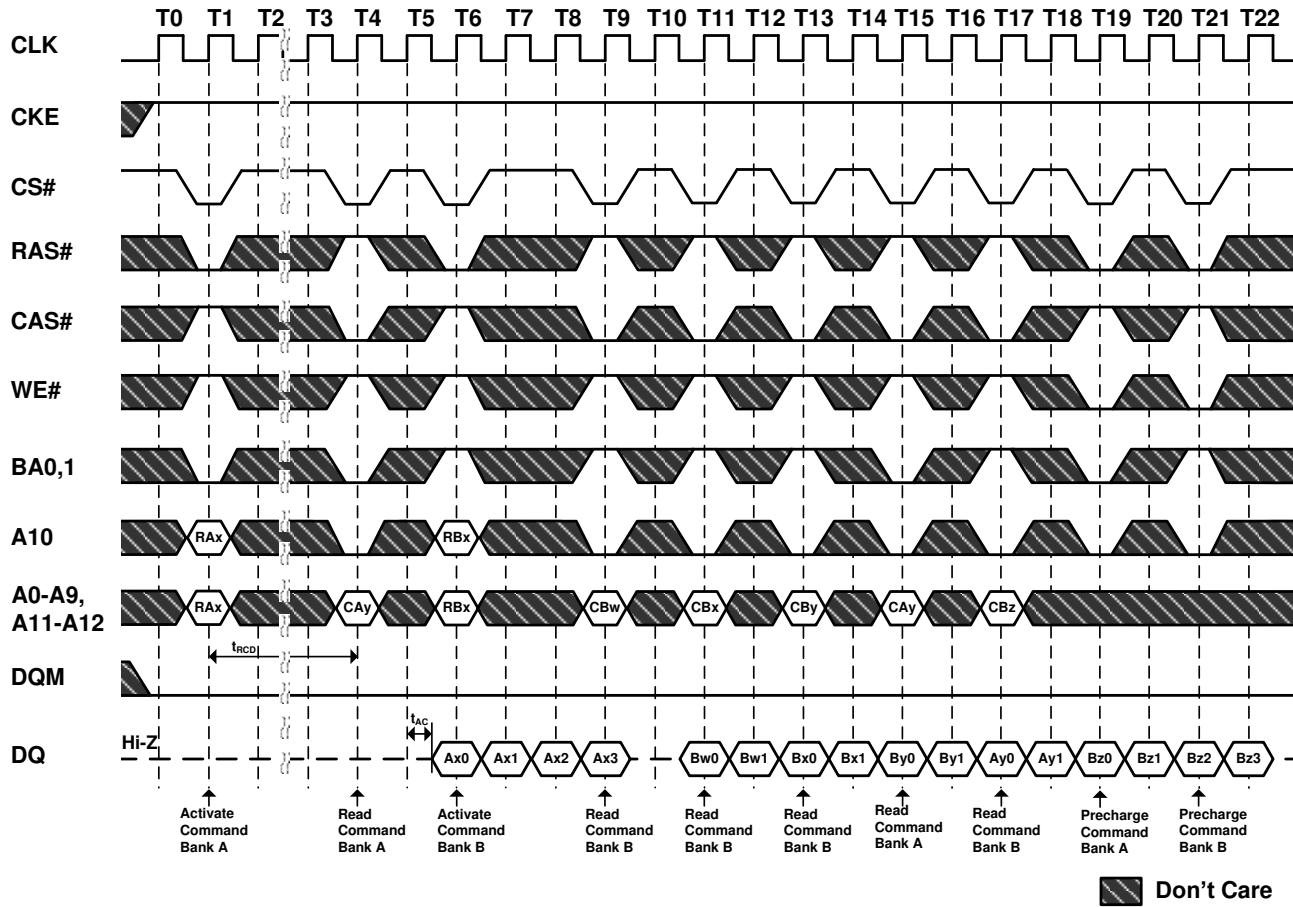 T0 T1 T2 T3 T4 T5 T6 T7 T8 T9 T10 T11 T12 T13 T14 T15 T16 T17 T18 T19 T20 T21 T22
CLK
CKE
CS#
RAS#
CAS#
WE#
BA0,1
A10
RAx RBx
A0-A9,
A11-A12
RAx CAy RBx CBw CBx CBy CAy CBz
tRCD
DQM
tAC
Hi-Z
DQ
Ax0 Ax1 Ax2 Ax3 Bw0 Bw1 Bx0 Bx1 By0 By1 Ay0 Ay1 Bz0 Bz1 Bz2 Bz3
Activate
Command
Bank A
Read
Command
Bank A
Activate
Command
Bank B
Read
Command
Bank B
Read
Command
Bank B
Read
Command
Bank B
Read
Command
Bank A
Read
Command
Bank B
Precharge
Command
Bank A
Precharge
Command
Bank B
Don't Care